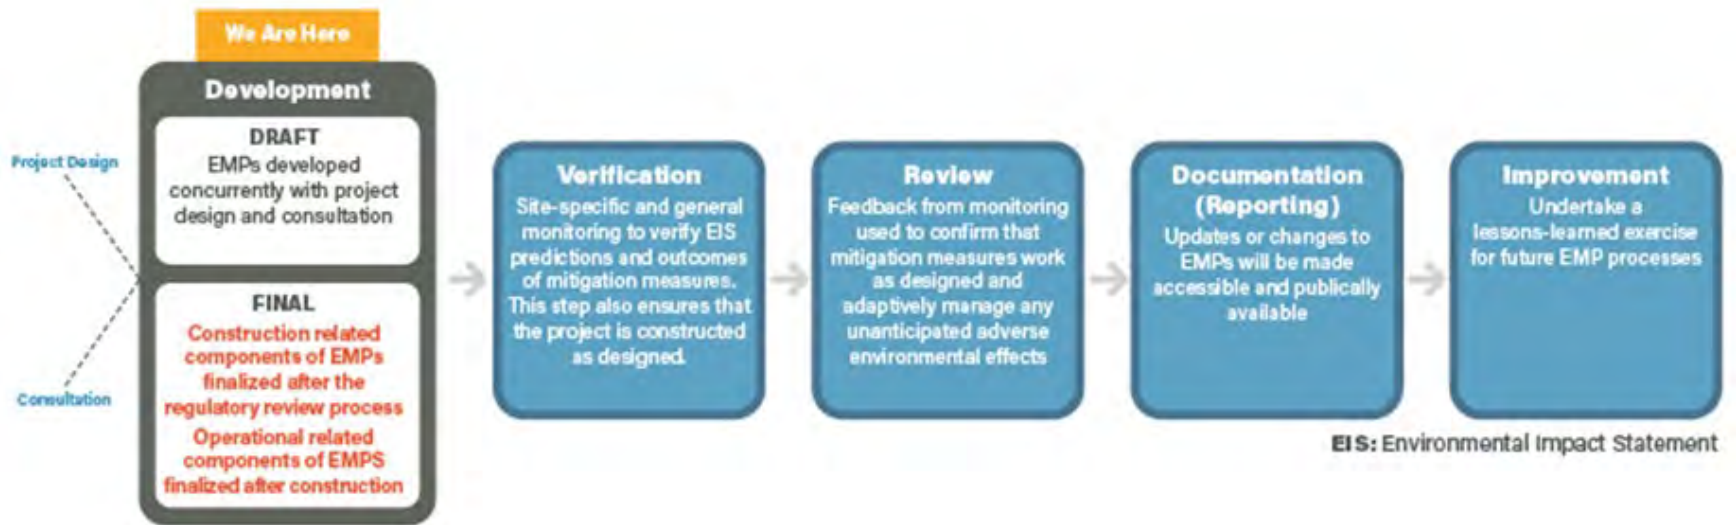 We Are Here
Development
DRAFT
EMPs developed
concurrently with project
design and consultation
FINAL
Construction related
components of EMPs
finalized after the
regulatory review process
Operational related
components of EMPS
finalized after construction
Project Design
Consultation
Verification
Site-specific and general
monitoring to verify EIS
predictions and outcomes
of mitigation measures.
This step also ensures that
the project is constructed
as designed.
Review
Feedback from monitoring
used to confirm that
mitigation measures work
as designed and
adaptively manage any
unanticipated adverse
environmental effects
Documentation
(Reporting)
Updates or changes to
EMPs will be made
accessible and publically
available
Improvement
Undertake a
lessons-learned exercise
for future EMP processes
EIS: Environmental Impact Statement